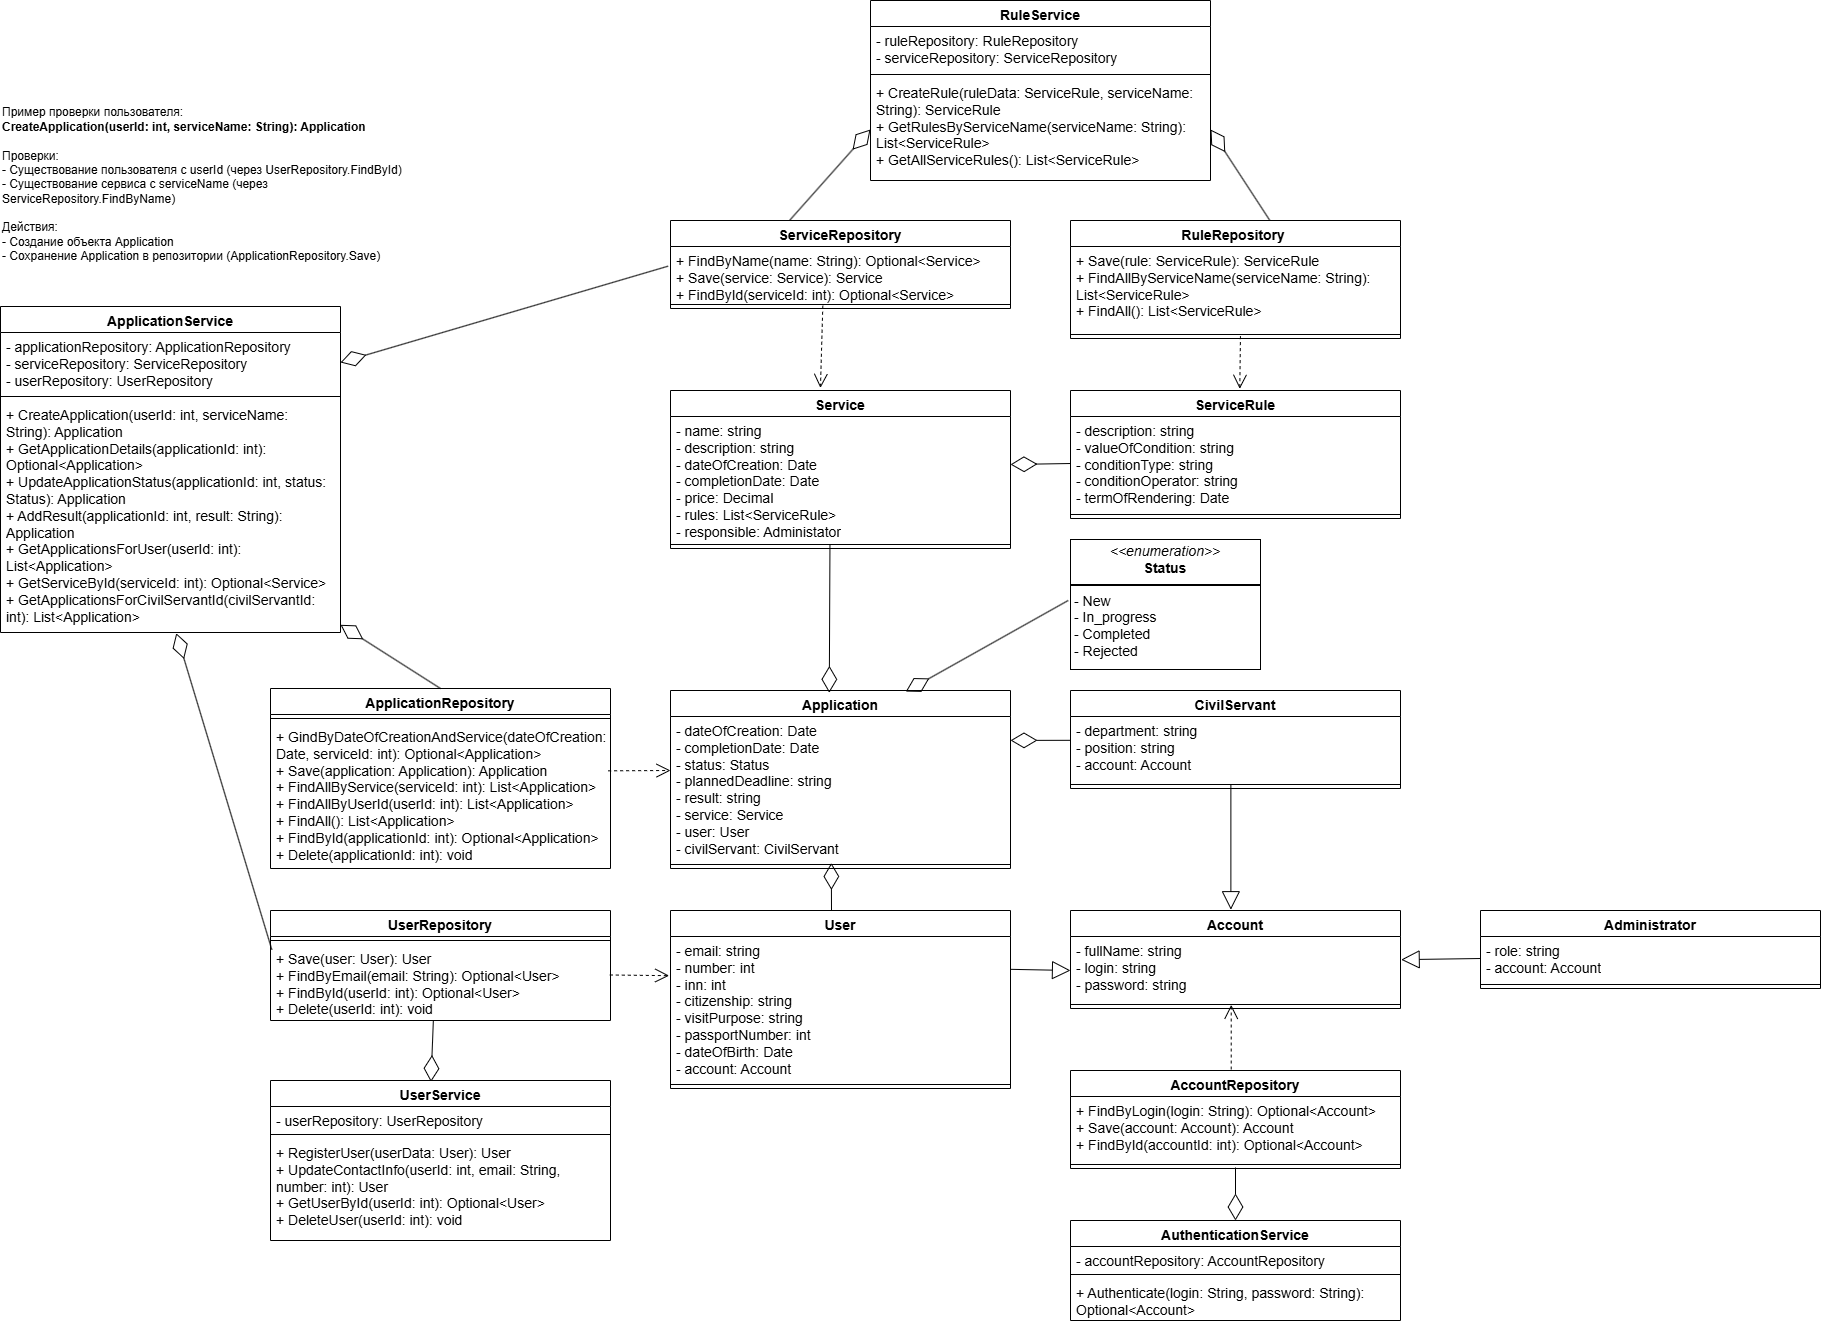 RuleService
- ruleRepository: RuleRepository
- serviceRepository: ServiceRepository
+ CreateRule(ruleData: ServiceRule, serviceName:
String): ServiceRule
+ GetRulesByServiceName(serviceName: String):
List<ServiceRule>
+ GetAllServiceRules(): List<ServiceRule>
Пример проверки пользователя:
CreateApplication(userId: int, serviceName: String): Application
Проверки:
- Существование пользователя с userId (через UserRepository.FindById)
- Существование сервиса с serviceName (через
ServiceRepository.FindByName)
Действия:
- Создание объекта Application
- Сохранение Application в репозитории (ApplicationRepository.Save)
ServiceRepository
+ FindByName(name: String): Optional<Service>
+ Save(service: Service): Service
+ FindById(serviceId: int): Optional<Service>
RuleRepository
+ Save(rule: ServiceRule): ServiceRule
+ FindAllByServiceName(serviceName: String):
List<ServiceRule>
+ FindAll(): List<ServiceRule>
ApplicationService
- applicationRepository: ApplicationRepository
- serviceRepository: ServiceRepository
- userRepository: UserRepository
+ CreateApplication(userId: int, serviceName:
String): Application
+ GetApplicationDetails(applicationId: int):
Optional<Application>
+ UpdateApplicationStatus(applicationId: int, status:
Status): Application
+ AddResult(applicationId: int, result: String):
Application
+ GetApplicationsForUser(userId: int):
List<Application>
+ GetServiceById(serviceId: int): Optional<Service>
+ GetApplicationsForCivilServantId(civilServantId:
int): List<Application>
Service
- name: string
- description: string
- dateOfCreation: Date
- completionDate: Date
- price: Decimal
- rules: List<ServiceRule>
- responsible: Administator
ServiceRule
- description: string
- valueOfCondition: string
- conditionType: string
- conditionOperator: string
- termOfRendering: Date
<<enumeration>>
Status
- New
- In_progress
- Completed
- Rejected
ApplicationRepository
+ GindByDateOfCreationAndService(dateOfCreation:
Date, serviceId: int): Optional<Application>
+ Save(application: Application): Application
+ FindAllByService(serviceId: int): List<Application>
+ FindAllByUserId(userId: int): List<Application>
+ FindAll(): List<Application>
+ FindById(applicationId: int): Optional<Application>
+ Delete(applicationId: int): void
Application
- dateOfCreation: Date
- completionDate: Date
- status: Status
- plannedDeadline: string
- result: string
- service: Service
- user: User
- civilServant: CivilServant
CivilServant
- department: string
- position: string
- account: Account
UserRepository
+ Save(user: User): User
+ FindByEmail(email: String): Optional<User>
+ FindById(userId: int): Optional<User>
+ Delete(userId: int): void
User
- email: string
- number: int
- inn: int
- citizenship: string
- visitPurpose: string
- passportNumber: int
- dateOfBirth: Date
- account: Account
Account
- fullName: string
- login: string
- password: string
Administrator
- role: string
- account: Account
UserService
- userRepository: UserRepository
+ RegisterUser(userData: User): User
+ UpdateContactInfo(userId: int, email: String,
number: int): User
+ GetUserById(userId: int): Optional<User>
+ DeleteUser(userId: int): void
AccountRepository
+ FindByLogin(login: String): Optional<Account>
+ Save(account: Account): Account
+ FindById(accountId: int): Optional<Account>
AuthenticationService
- accountRepository: AccountRepository
+ Authenticate(login: String, password: String):
Optional<Account>